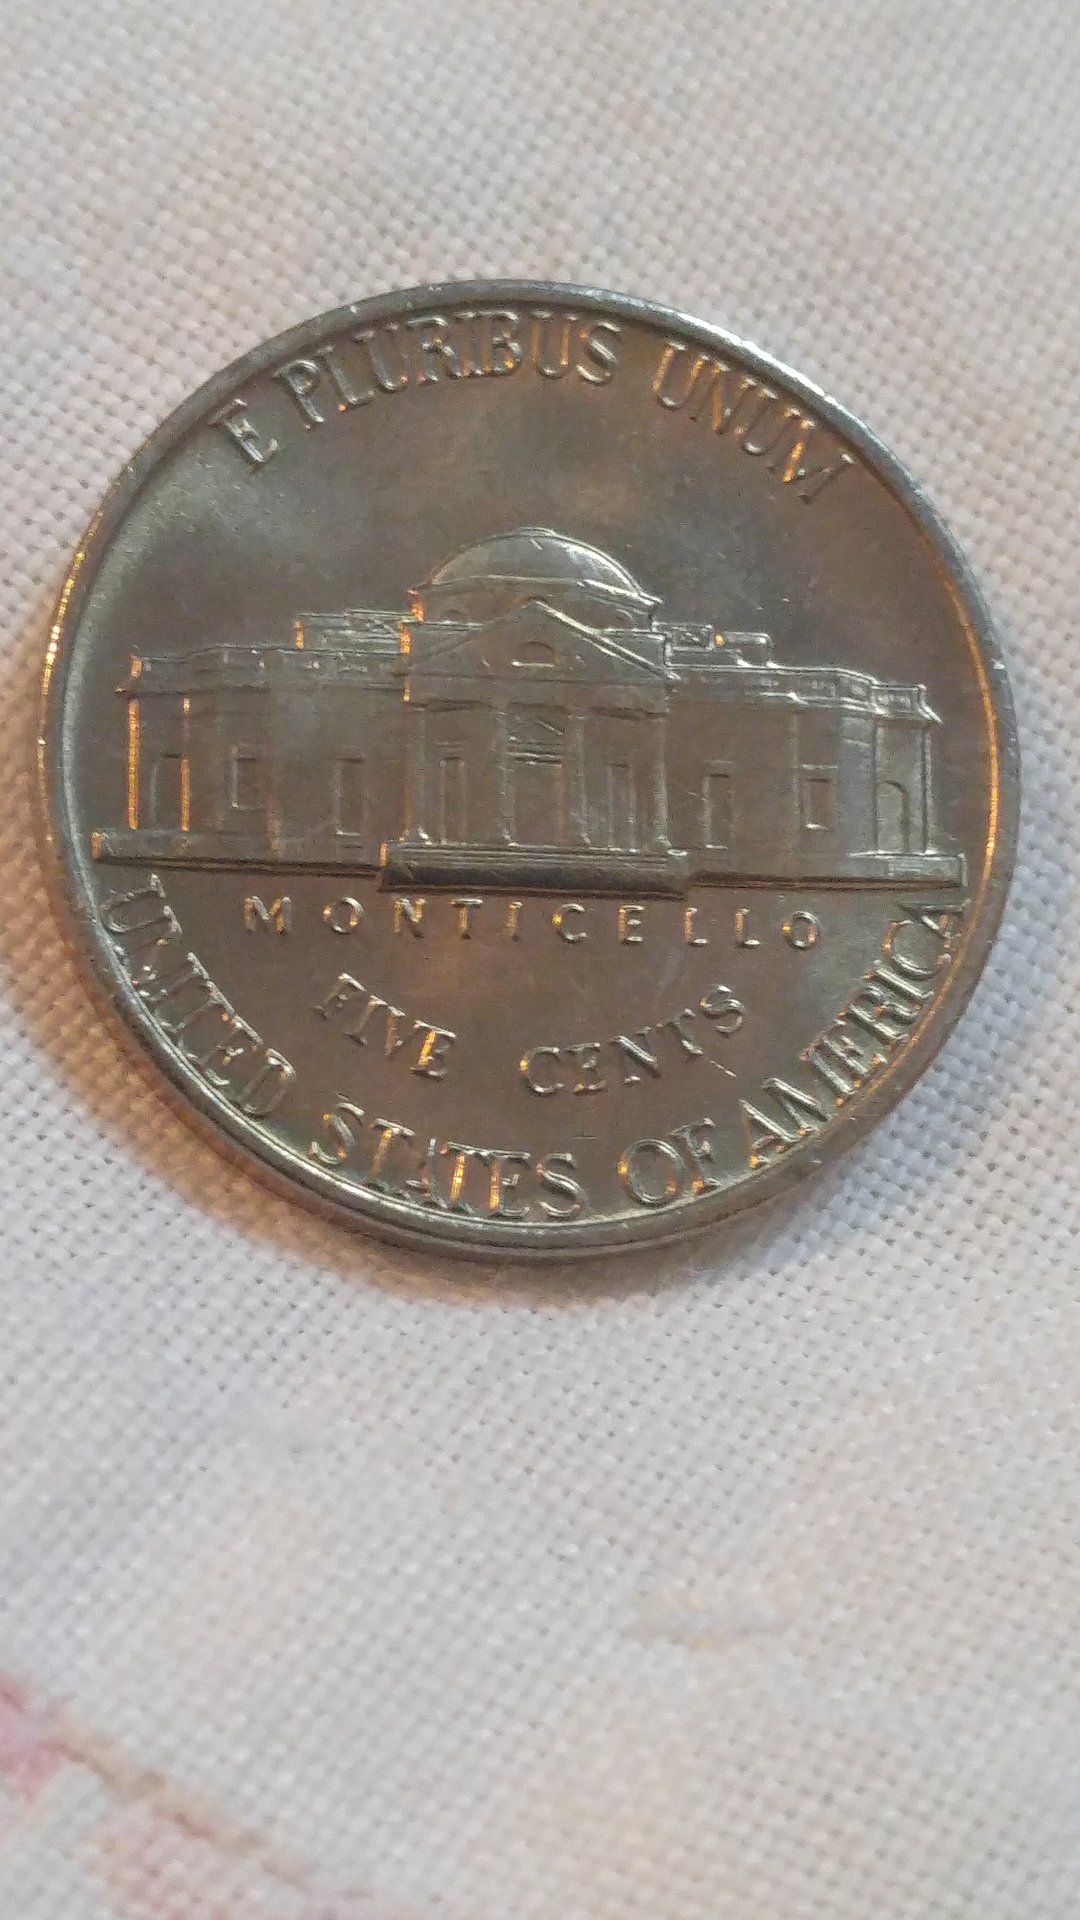 E PLURIBUS UNUM
MONTICELLO
FIVE CENTS
UNITED STATES OF AMERICA